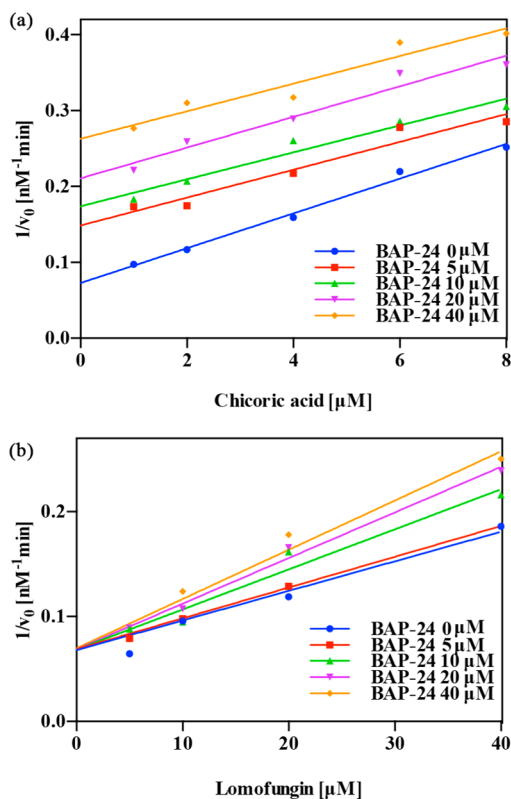 (a)
0.4
0.3
0.2
0.1
0.0
1/v0 [nM⁻¹min]
BAP-24 0 µM
BAP-24 5 µM
BAP-24 10 µM
BAP-24 20 µM
BAP-24 40 µM
0 2 4 6 8
Chicoric acid [µM]
(b)
0.2
0.1
0.0
1/v0 [nM⁻¹min]
BAP-24 0 µM
BAP-24 5 µM
BAP-24 10 µM
BAP-24 20 µM
BAP-24 40 µM
0 10 20 30 40
Lomofungin [µM]